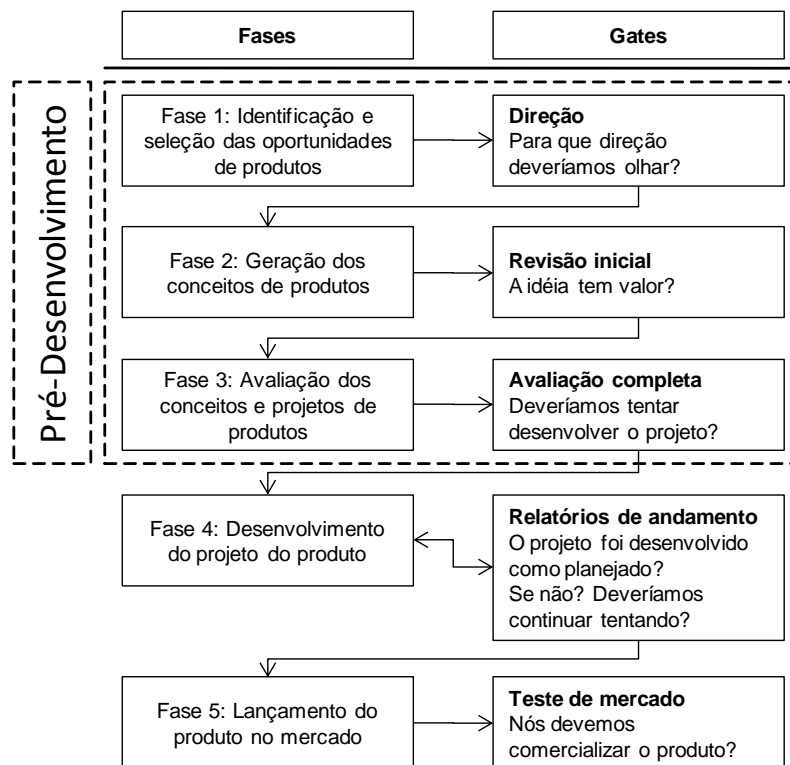 Fases
Gates
Pré-Desenvolvimento
Fase 1: Identificação e
seleção das oportunidades
de produtos
Direção
Para que direção
deveríamos olhar?
Fase 2: Geração dos
conceitos de produtos
Revisão inicial
A idéia tem valor?
Fase 3: Avaliação dos
conceitos e projetos de
produtos
Avaliação completa
Deveríamos tentar
desenvolver o projeto?
Fase 4: Desenvolvimento
do projeto do produto
Relatórios de andamento
O projeto foi desenvolvido
como planejado?
Se não? Deveríamos
continuar tentando?
Fase 5: Lançamento do
produto no mercado
Teste de mercado
Nós devemos
comercializar o produto?